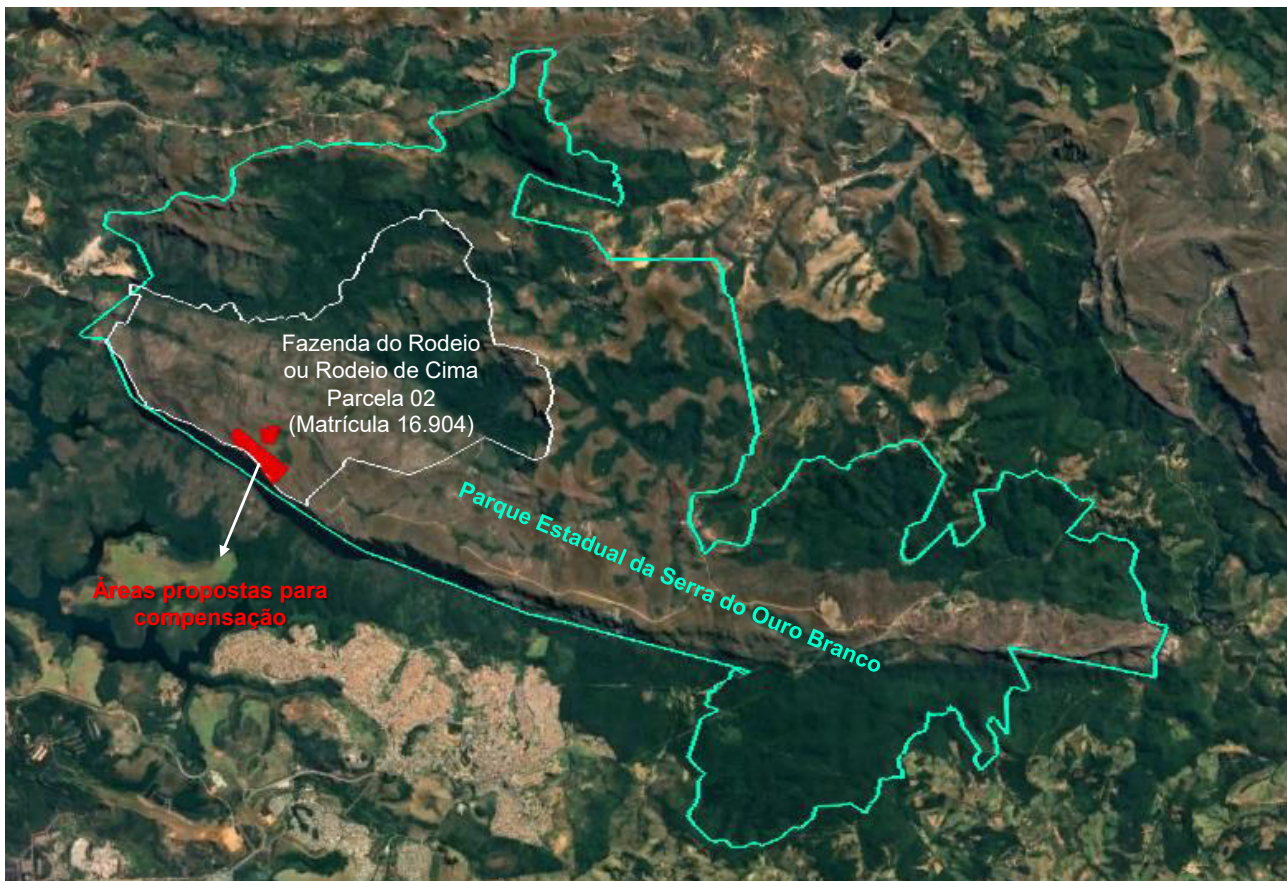 Fazenda do Rodeio
ou Rodeio de Cima
Parcela 02
(Matrícula 16.904)
Parque Estadual da Serra do Ouro Branco
Áreas propostas para
compensação